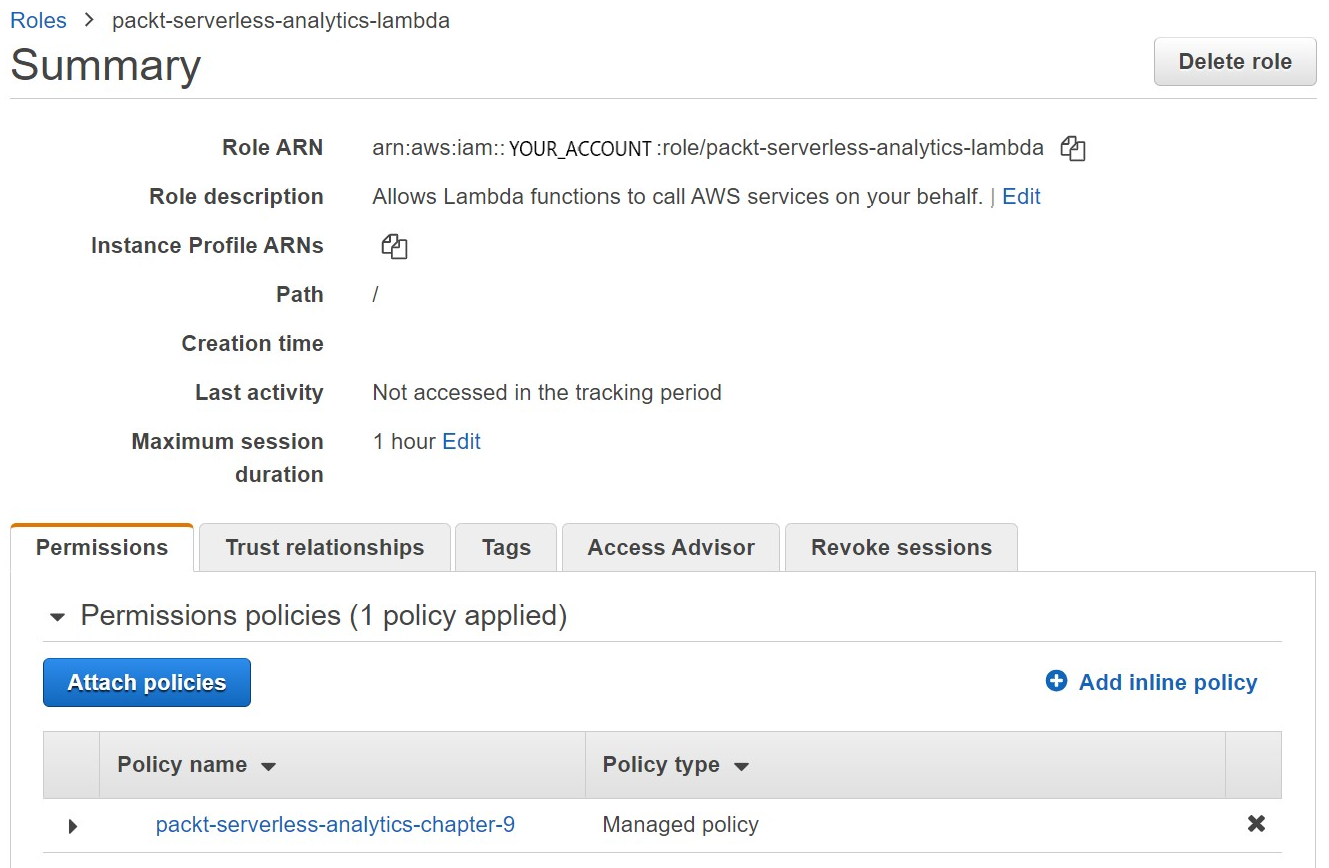 Roles > packt-serverless-analytics-lambda
Summary
Delete role
Role ARN arn:aws:iam:: YOUR_ACCOUNT :role/packt-serverless-analytics-lambda
Role description Allows Lambda functions to call AWS services on your behalf. | Edit
Instance Profile ARNs
Path /
Creation time
Last activity Not accessed in the tracking period
Maximum session 1 hour Edit
duration
Permissions Trust relationships Tags Access Advisor Revoke sessions
Permissions policies (1 policy applied)
Attach policies Add inline policy
Policy name Policy type
packt-serverless-analytics-chapter-9 Managed policy